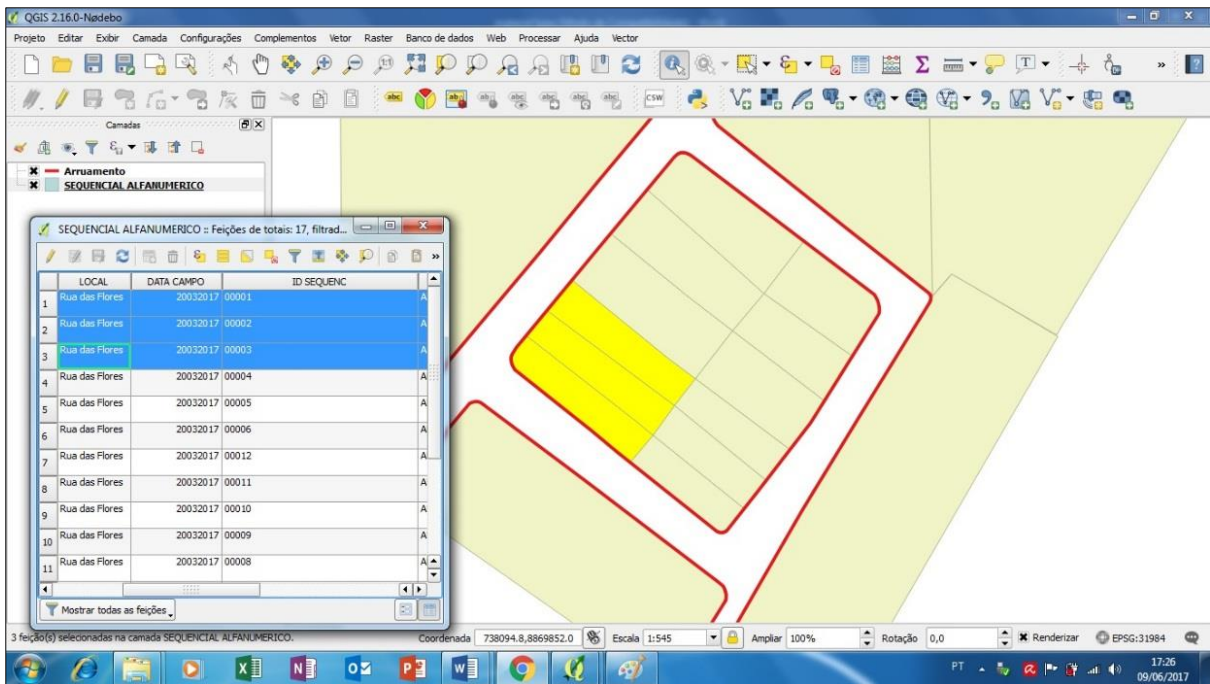 QGIS 2.16.0-Nødebo
Projeto Editar Exibir Camada Configurações Complementos Vetor Raster Banco de dados Web Processar Ajuda Vector
Camadas
Arruamento
SEQUENCIAL ALFANUMERICO
SEQUENCIAL ALFANUMERICO :: Feições de totais: 17, filtrad...
LOCAL DATA CAMPO ID SEQUENC
1 Rua das Flores 20032017 00001 A
2 Rua das Flores 20032017 00002 A
3 Rua das Flores 20032017 00003 A
4 Rua das Flores 20032017 00004 A
5 Rua das Flores 20032017 00005 A
6 Rua das Flores 20032017 00006 A
7 Rua das Flores 20032017 00012 A
8 Rua das Flores 20032017 00011 A
9 Rua das Flores 20032017 00010 A
10 Rua das Flores 20032017 00009 A
11 Rua das Flores 20032017 00008 A
Mostrar todas as feições
3 feição(s) selecionadas na camada SEQUENCIAL ALFANUMERICO. Coordenada 738094.8,8869852.0 Escala 1:545 Ampliar 100% Rotação 0,0 Renderizar EPSG:31984
PT 17:26
09/06/2017